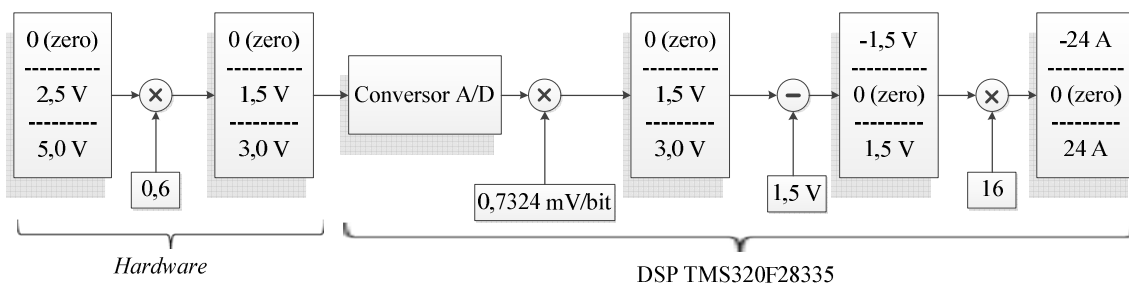 0 (zero)
2,5 V
5,0 V
×
0,6
0 (zero)
1,5 V
3,0 V
Conversor A/D
×
0,7324 mV/bit
0 (zero)
1,5 V
3,0 V
−
1,5 V
-1,5 V
0 (zero)
1,5 V
×
16
-24 A
0 (zero)
24 A
Hardware
DSP TMS320F28335